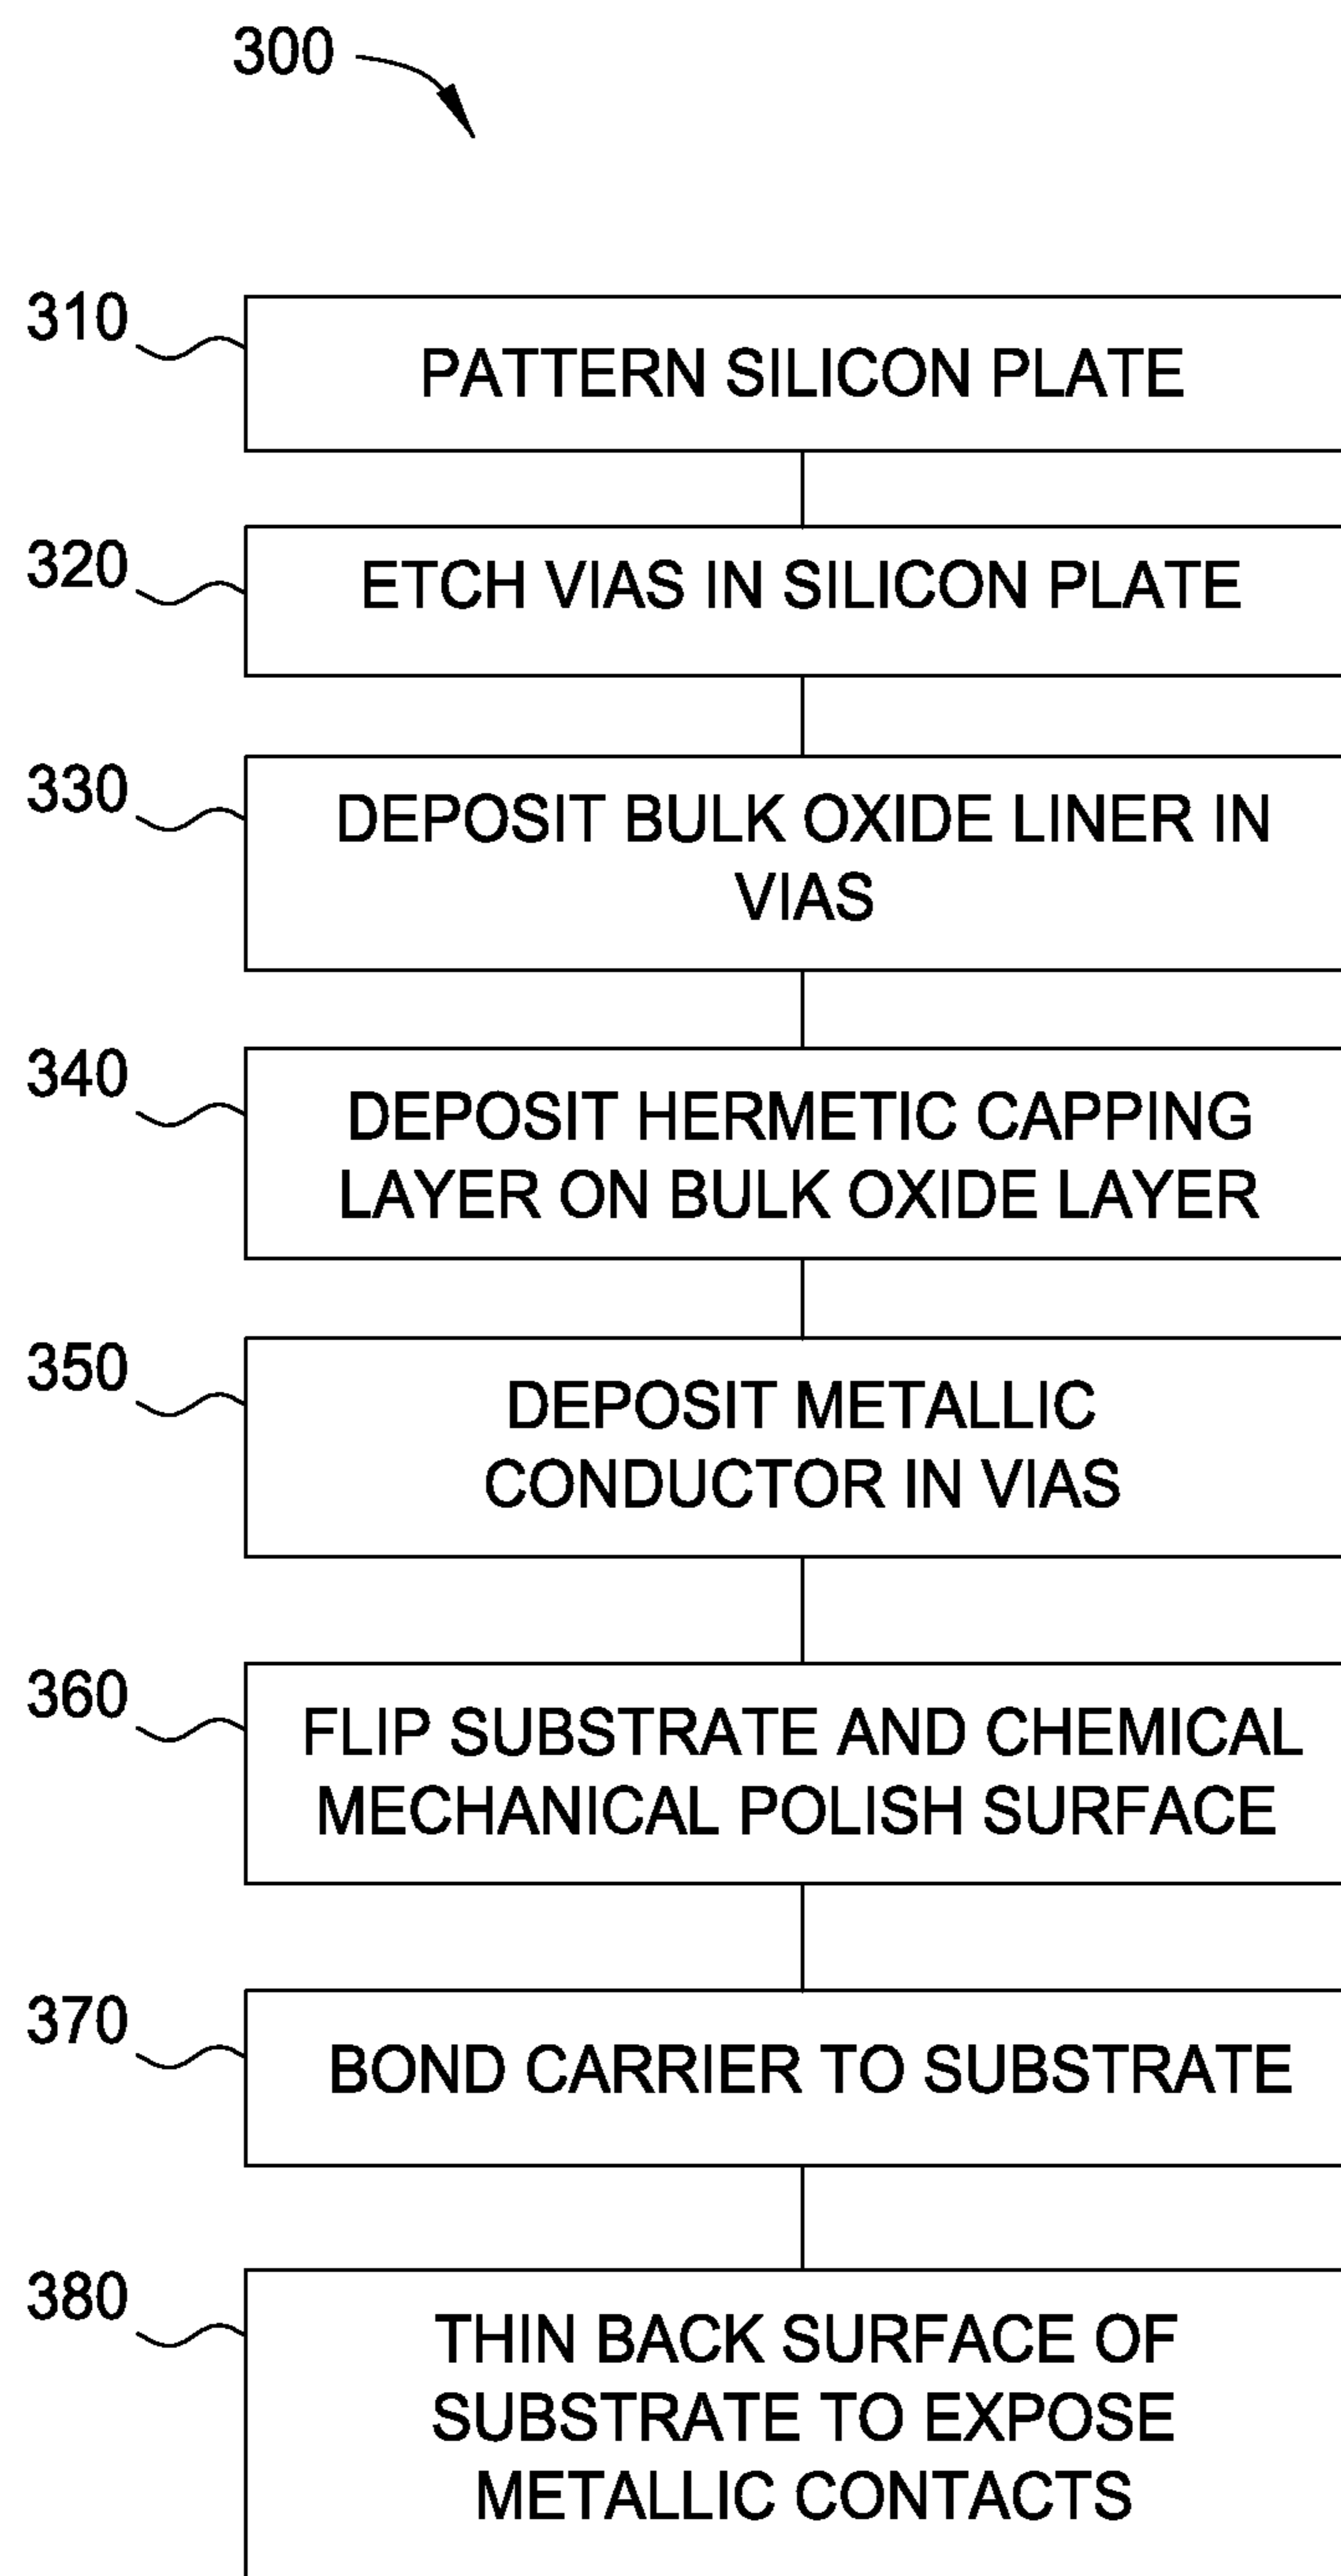 300
310
PATTERN SILICON PLATE
320
ETCH VIAS IN SILICON PLATE
330
DEPOSIT BULK OXIDE LINER IN
VIAS
340
DEPOSIT HERMETIC CAPPING
LAYER ON BULK OXIDE LAYER
350
DEPOSIT METALLIC
CONDUCTOR IN VIAS
360
FLIP SUBSTRATE AND CHEMICAL
MECHANICAL POLISH SURFACE
370
BOND CARRIER TO SUBSTRATE
380
THIN BACK SURFACE OF
SUBSTRATE TO EXPOSE
METALLIC CONTACTS